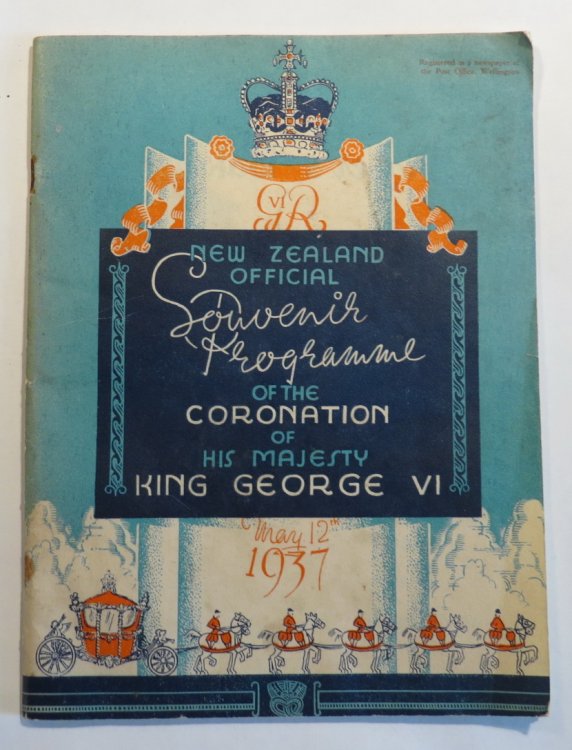 Registered as a newspaper at
the Post Office, Wellington
GVIR
NEW ZEALAND
OFFICIAL
Souvenir
Programme
OF THE
CORONATION
OF
HIS MAJESTY
KING GEORGE VI
May 12th
1937